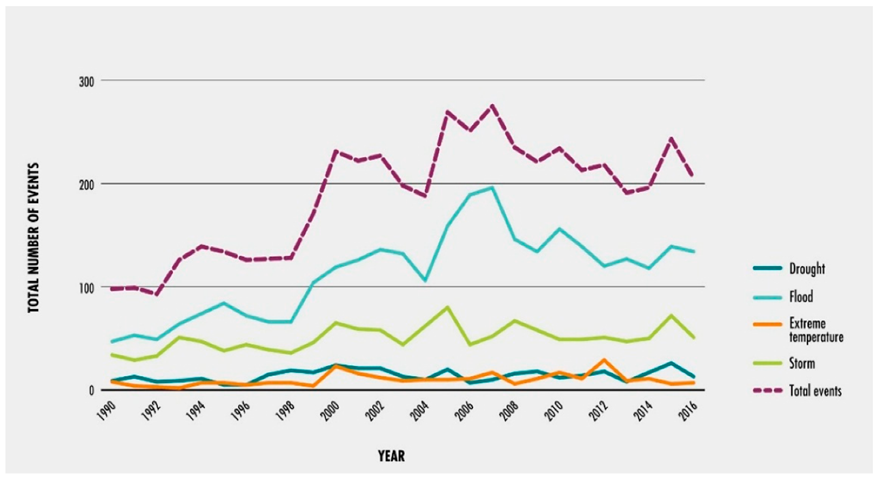 300
200
100
0
TOTAL NUMBER OF EVENTS
1990
1992
1994
1996
1998
2000
2002
2004
2006
2008
2010
2012
2014
2016
YEAR
Drought
Flood
Extreme
temperature
Storm
Total events